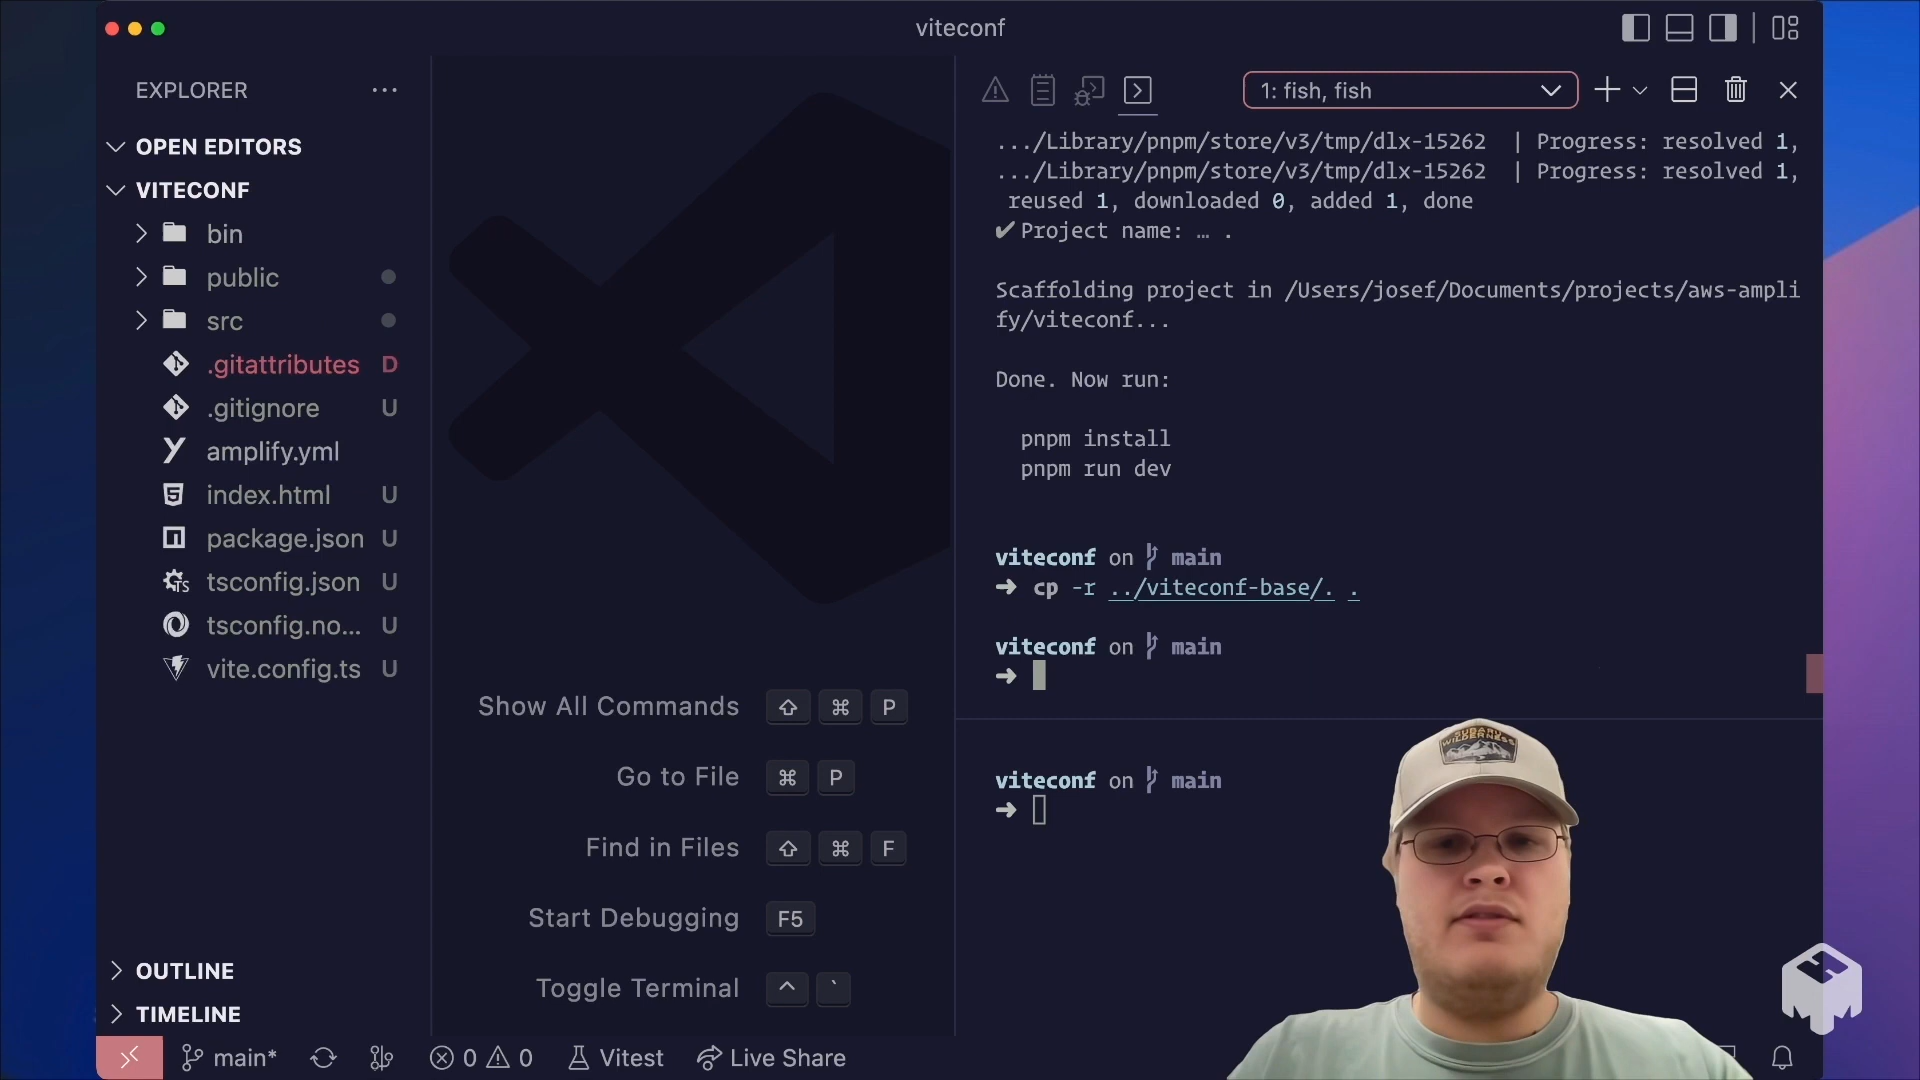 viteconf
EXPLORER
OPEN EDITORS
VITECONF
bin
public
src
.gitattributes D
.gitignore U
amplify.yml
index.html U
package.json U
tsconfig.json U
tsconfig.no... U
vite.config.ts U
OUTLINE
TIMELINE
Show All Commands ⇧ ⌘ P
Go to File ⌘ P
Find in Files ⇧ ⌘ F
Start Debugging F5
Toggle Terminal ^ `
1: fish, fish
.../Library/pnpm/store/v3/tmp/dlx-15262 | Progress: resolved 1,
.../Library/pnpm/store/v3/tmp/dlx-15262 | Progress: resolved 1,
reused 1, downloaded 0, added 1, done
✔ Project name: … .
Scaffolding project in /Users/josef/Documents/projects/aws-ampli
fy/viteconf...
Done. Now run:
pnpm install
pnpm run dev
viteconf on main
➜ cp -r ../viteconf-base/. .
viteconf on main
➜
viteconf on main
➜
SUBARU
WILDERNESS
main* 0 0 Vitest Live Share